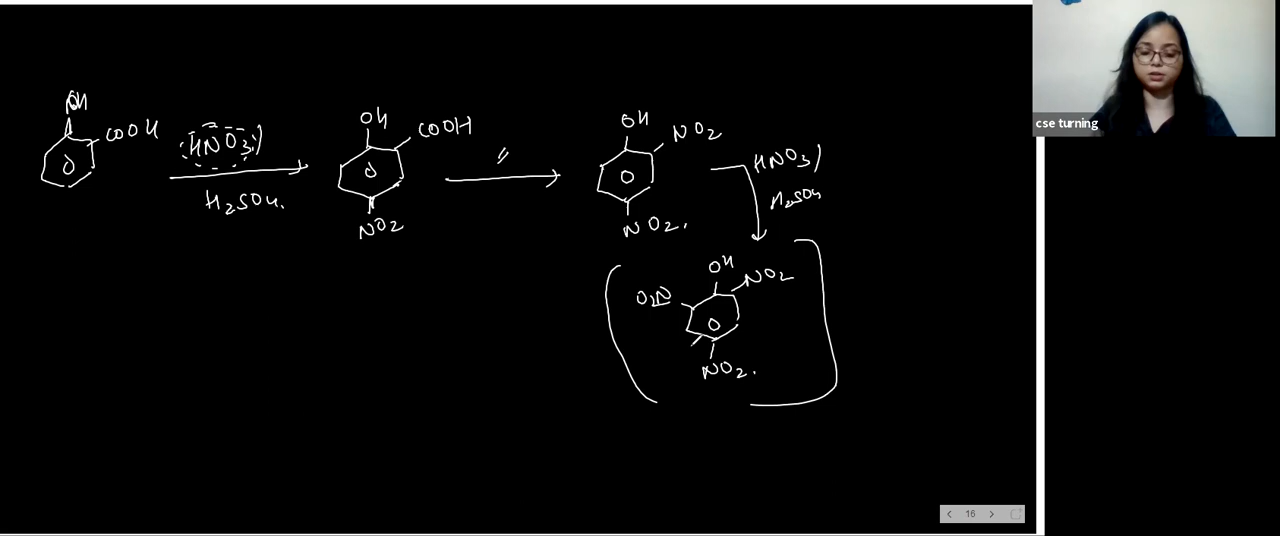 OH
COOH
HNO3/
H2SO4.
OH
COOH
NO2
//
OH
NO2
NO2.
HNO3/
H2SO4
OH
NO2
O2N
NO2.
cse turning
16